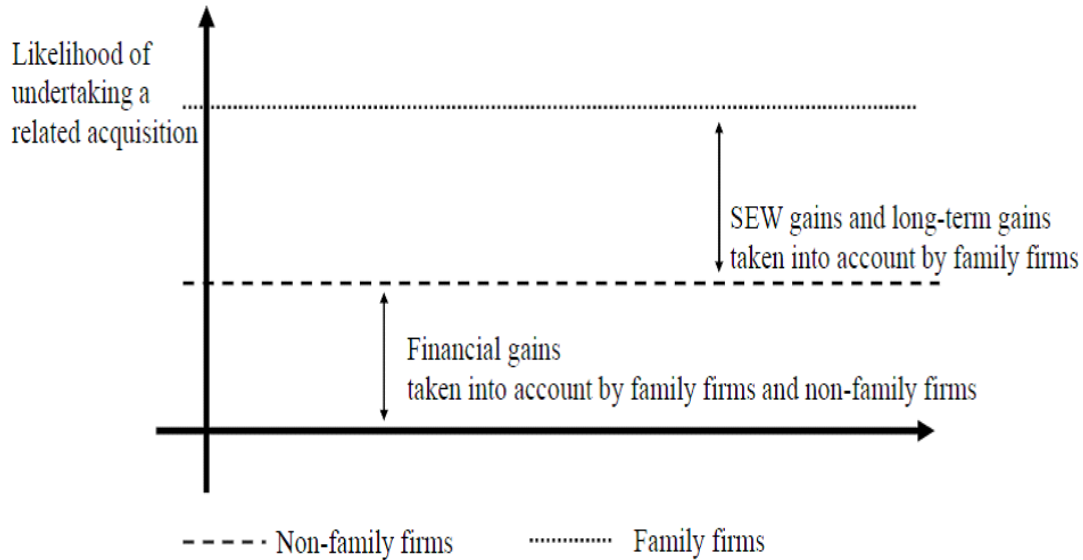 Likelihood of
undertaking a
related acquisition
SEW gains and long-term gains
taken into account by family firms
Financial gains
taken into account by family firms and non-family firms
Non-family firms
Family firms